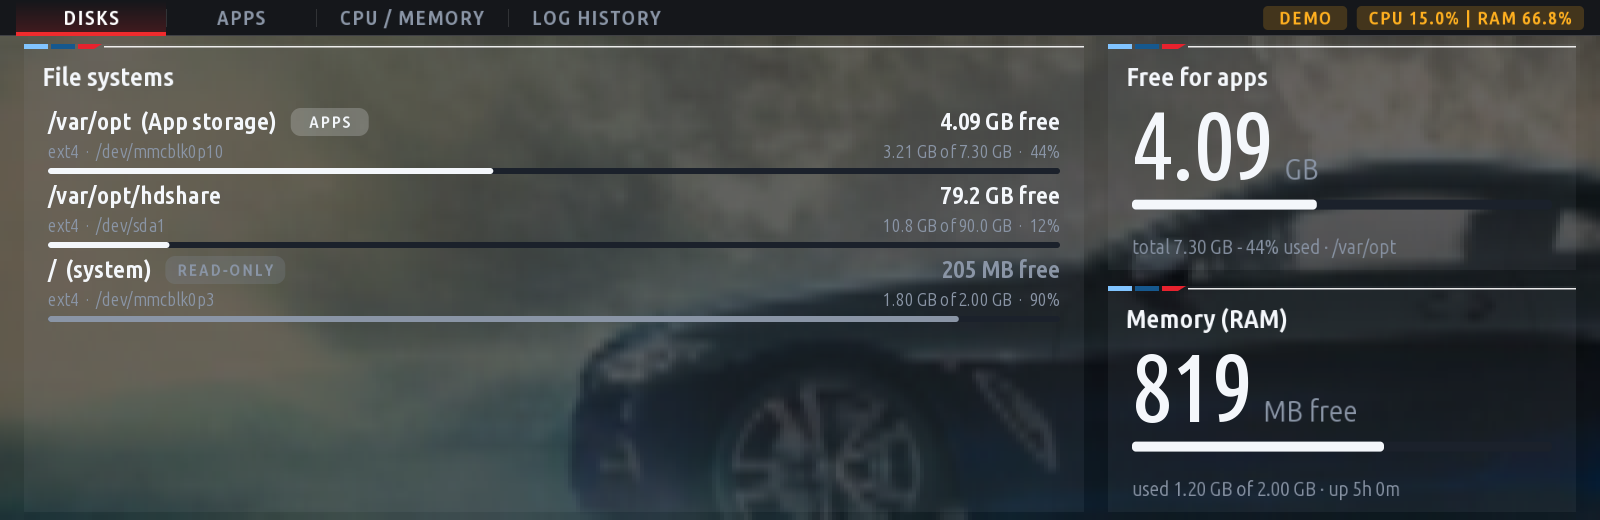 DISKS APPS CPU / MEMORY LOG HISTORY DEMO CPU 15.0% | RAM 66.8%
File systems
/var/opt (App storage) APPS 4.09 GB free
ext4 · /dev/mmcblk0p10 3.21 GB of 7.30 GB · 44%
/var/opt/hdshare 79.2 GB free
ext4 · /dev/sda1 10.8 GB of 90.0 GB · 12%
/ (system) READ-ONLY 205 MB free
ext4 · /dev/mmcblk0p3 1.80 GB of 2.00 GB · 90%
Free for apps
4.09 GB
total 7.30 GB - 44% used · /var/opt
Memory (RAM)
819 MB free
used 1.20 GB of 2.00 GB · up 5h 0m